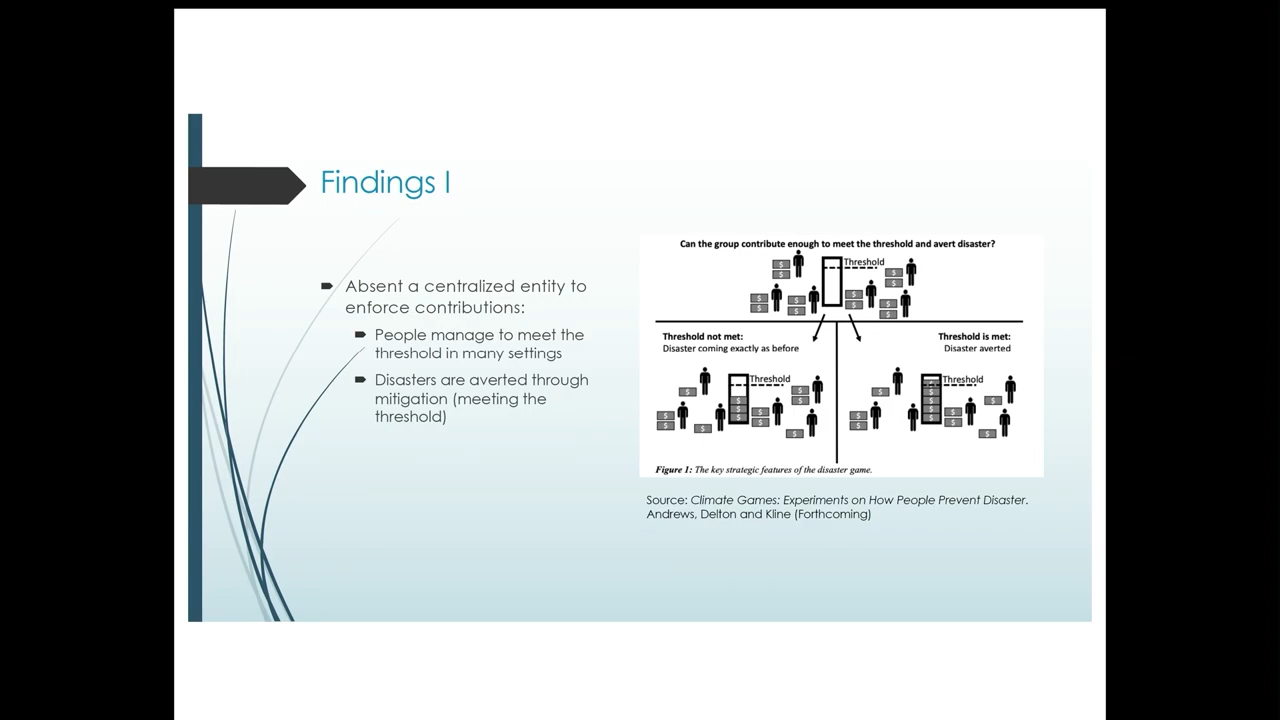 Findings I
Absent a centralized entity to
enforce contributions:
People manage to meet the
threshold in many settings
Disasters are averted through
mitigation (meeting the
threshold)
Can the group contribute enough to meet the threshold and avert disaster?
Threshold
$
$
$
$
$
$
$
$
$
$
$
$
Threshold not met:
Disaster coming exactly as before
Threshold
$
$
$
$
$
$
$
$
$
$
$
$
Threshold is met:
Disaster averted
Threshold
$
$
$
$
$
$
$
$
$
$
$
$
Figure 1: The key strategic features of the disaster game.
Source: Climate Games: Experiments on How People Prevent Disaster.
Andrews, Delton and Kline (Forthcoming)